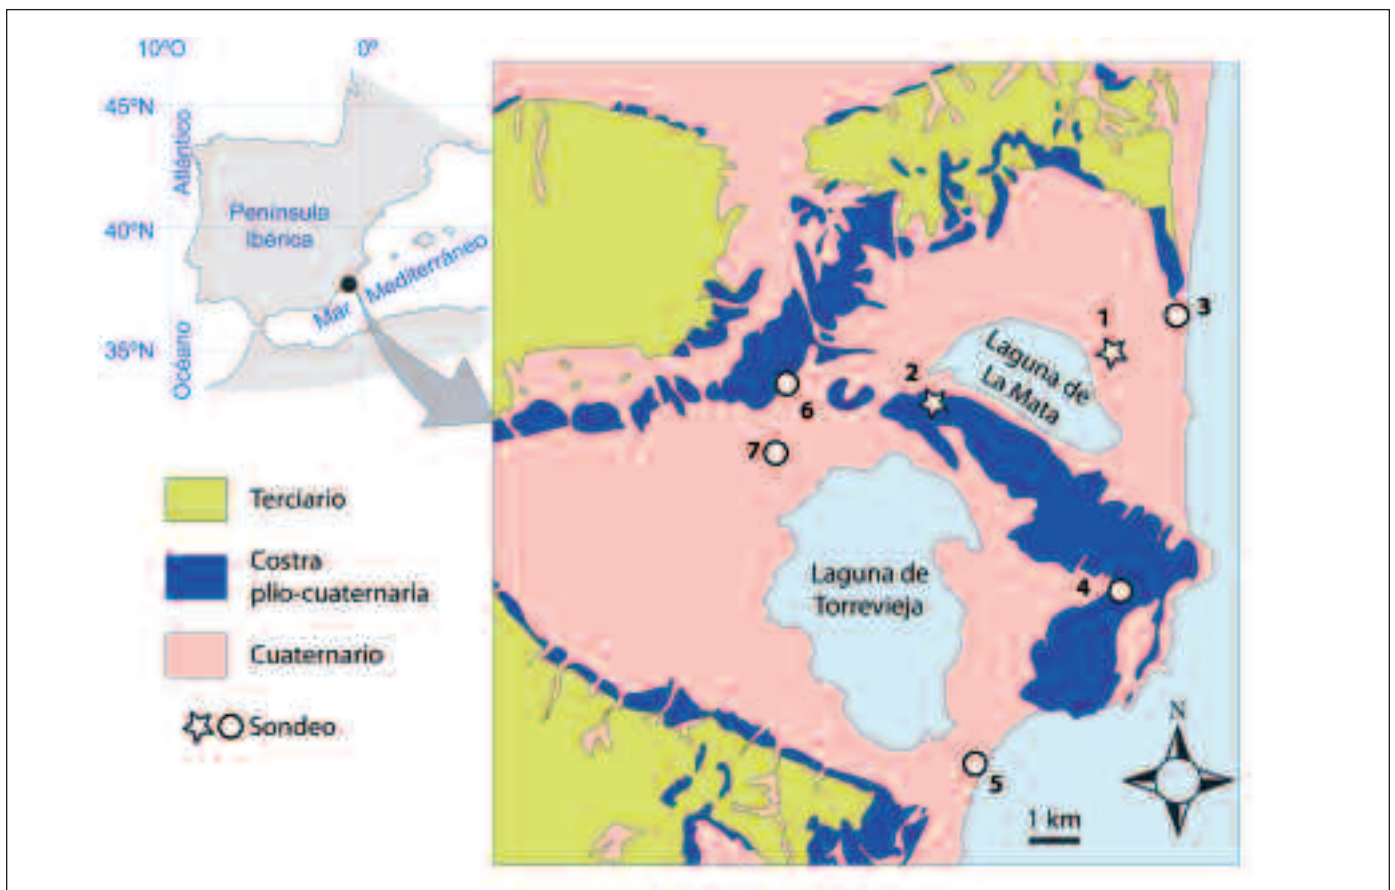 10ºO
0º
45ºN
40ºN
35ºN
Océano
Atlántico
Península
Ibérica
Mar Mediterráneo
Terciario
Costra
plio-cuaternaria
Cuaternario
Sondeo
1
2
3
Laguna de
La Mata
6
7
Laguna de
Torrevieja
4
5
N
1 km